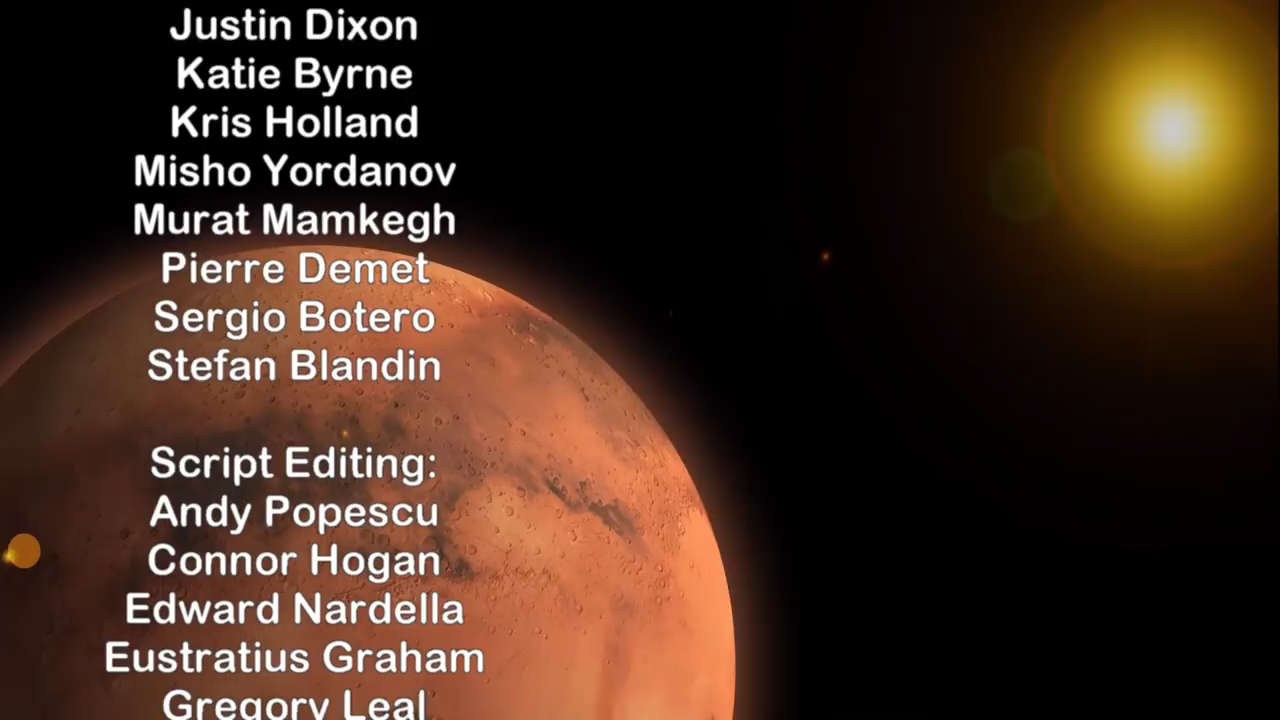 Justin Dixon
Katie Byrne
Kris Holland
Misho Yordanov
Murat Mamkegh
Pierre Demet
Sergio Botero
Stefan Blandin
Script Editing:
Andy Popescu
Connor Hogan
Edward Nardella
Eustratius Graham
Gregory Leal